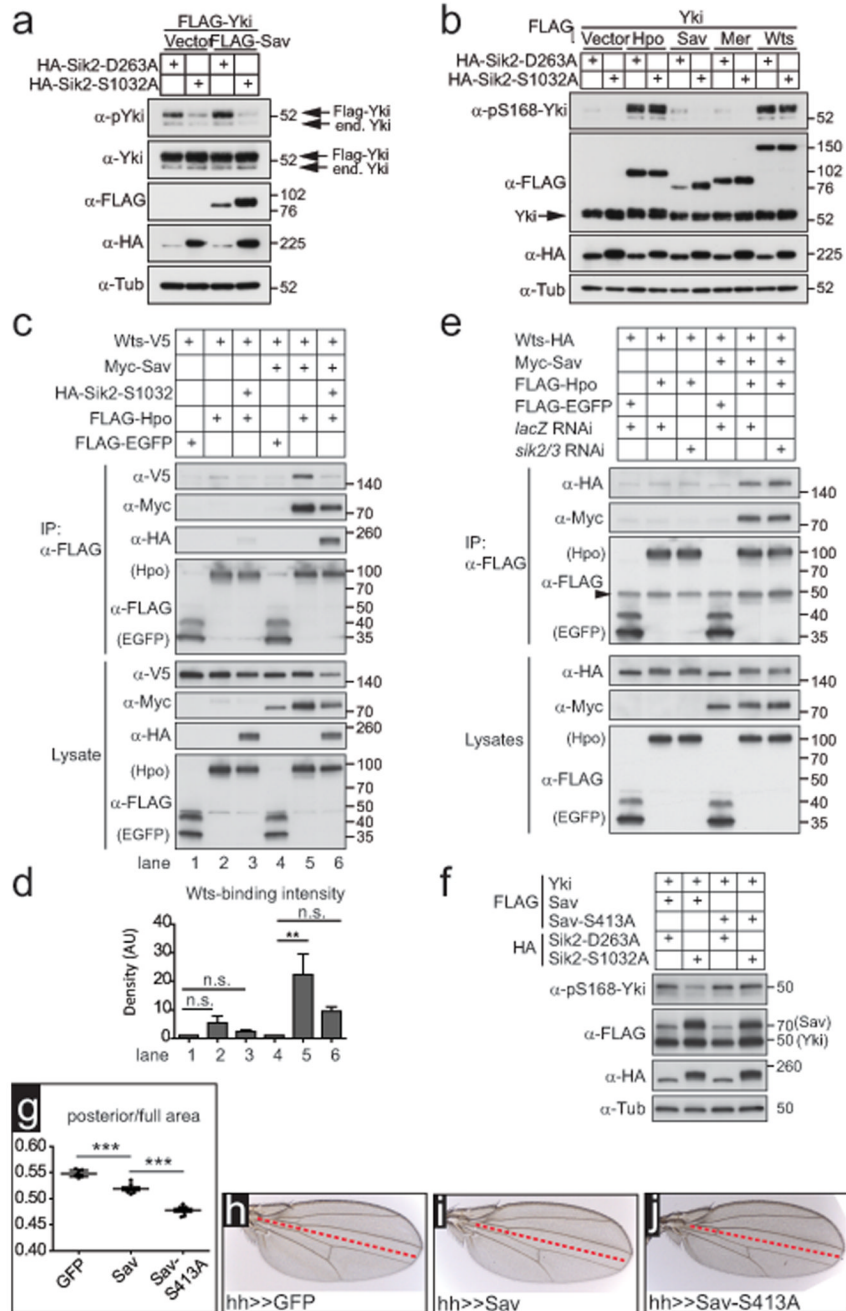 a
FLAG-Yki
Vector FLAG-Sav
HA-Sik2-D263A + +
HA-Sik2-S1032A + +
α-pYki 52 Flag-Yki
end. Yki
α-Yki 52 Flag-Yki
end. Yki
α-FLAG 102
76
α-HA 225
α-Tub 52
b
FLAG Yki
Vector Hpo Sav Mer Wts
HA-Sik2-D263A + + + + +
HA-Sik2-S1032A + + + + +
α-pS168-Yki 52
α-FLAG 150
102
76
Yki 52
α-HA 225
α-Tub 52
c
Wts-V5 + + + + + +
Myc-Sav + + +
HA-Sik2-S1032 + +
FLAG-Hpo + + + +
FLAG-EGFP + +
IP:
α-FLAG
α-V5 140
α-Myc 70
α-HA 260
(Hpo) 100
70
α-FLAG 50
40
(EGFP) 35
Lysate
α-V5 140
α-Myc 70
α-HA 260
(Hpo) 100
70
α-FLAG 50
40
(EGFP) 35
lane 1 2 3 4 5 6
d
Wts-binding intensity
Density (AU)
40
30
20
10
0
n.s.
n.s.
**
n.s.
lane 1 2 3 4 5 6
e
Wts-HA + + + + + +
Myc-Sav + + +
FLAG-Hpo + + + +
FLAG-EGFP + +
lacZ RNAi + + + +
sik2/3 RNAi + +
IP:
α-FLAG
α-HA 140
α-Myc 70
(Hpo) 100
α-FLAG 70
50
40
(EGFP) 35
Lysates
α-HA 140
α-Myc 70
(Hpo) 100
70
α-FLAG 50
40
(EGFP) 35
f
FLAG
Yki + + + +
Sav + +
Sav-S413A + +
HA
Sik2-D263A + +
Sik2-S1032A + +
α-pS168-Yki 50
α-FLAG 70 (Sav)
50 (Yki)
α-HA 260
α-Tub 50
g
posterior/full area
0.60
0.55
0.50
0.45
0.40
***
***
GFP
Sav
Sav-
S413A
h
hh>>GFP
i
hh>>Sav
j
hh>>Sav-S413A